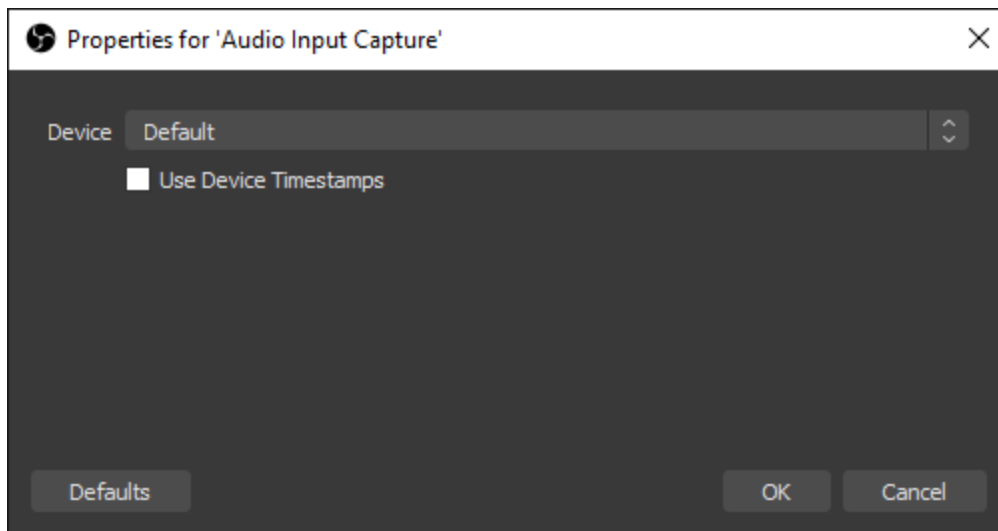 Properties for 'Audio Input Capture'
Device Default
Use Device Timestamps
Defaults OK Cancel